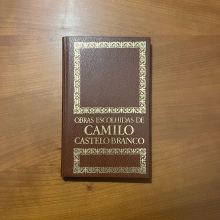 OBRAS ESCOLHIDAS DE
CAMILO
CASTELO BRANCO